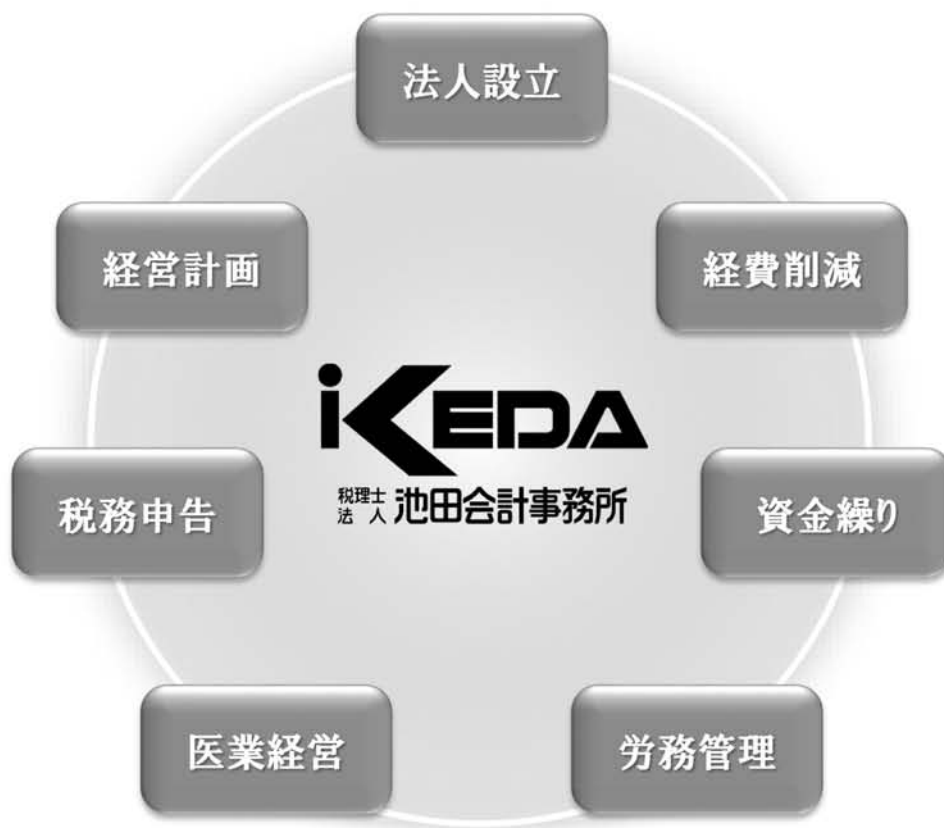 法人設立
経営計画
経費削減
iKEDA
税理士
法人 池田会計事務所
税務申告
資金繰り
医業経営
労務管理